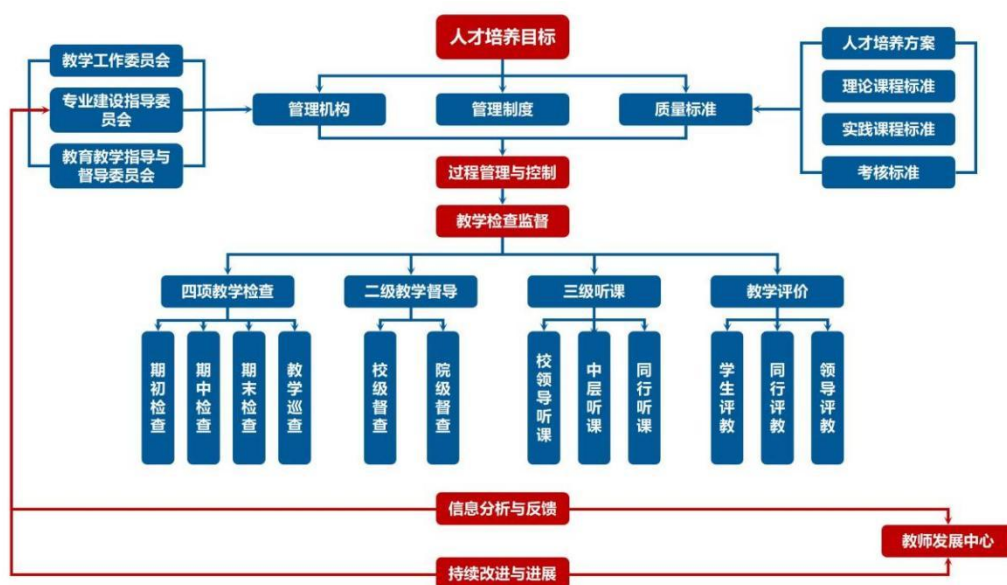 人才培养目标
教学工作委员会
专业建设指导委
员会
教育教学指导与
督导委员会
管理机构
管理制度
质量标准
人才培养方案
理论课程标准
实践课程标准
考核标准
过程管理与控制
教学检查监督
四项教学检查
二级教学督导
三级听课
教学评价
期初检查
期中检查
期末检查
教学巡查
校级督查
院级督查
校领导听课
中层听课
同行听课
学生评教
同行评教
领导评教
信息分析与反馈
教师发展中心
持续改进与进展